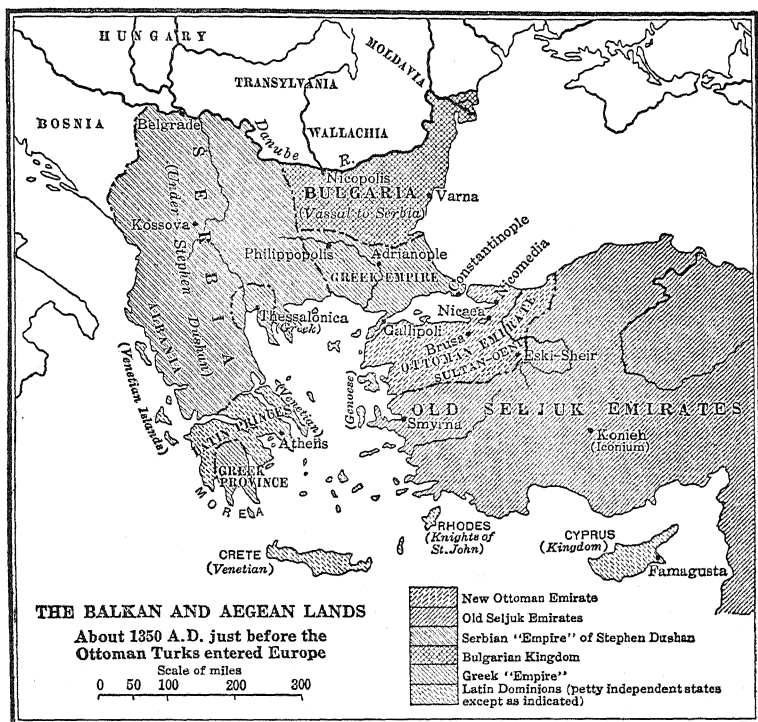 HUNGARY
MOLDAVIA
TRANSYLVANIA
BOSNIA
Belgrade
Danube R.
WALLACHIA
SERBIA
(Under Stephen Dushan)
Nicopolis
BULGARIA
(Vassal to Serbia)
Varna
Kossova
Philippopolis
Adrianople
Constantinople
Nicomedia
GREEK EMPIRE
ALBANIA
Thessalonica
(Greek)
Nicaea
Gallipoli
Brusa
OTTOMAN EMIRATE
SULTAN-OENI
Eski-Sheir
(Venetian Islands)
(Venetian)
(Genoese)
OLD SELJUK EMIRATES
Smyrna
LATIN PRINCES
Athens
Konieh
(Iconium)
GREEK
PROVINCE
MOREA
RHODES
(Knights of
St. John)
CYPRUS
(Kingdom)
CRETE
(Venetian)
Famagusta
THE BALKAN AND AEGEAN LANDS
About 1350 A.D. just before the
Ottoman Turks entered Europe
Scale of miles
0 50 100 200 300
New Ottoman Emirate
Old Seljuk Emirates
Serbian "Empire" of Stephen Dushan
Bulgarian Kingdom
Greek "Empire"
Latin Dominions (petty independent states
except as indicated)